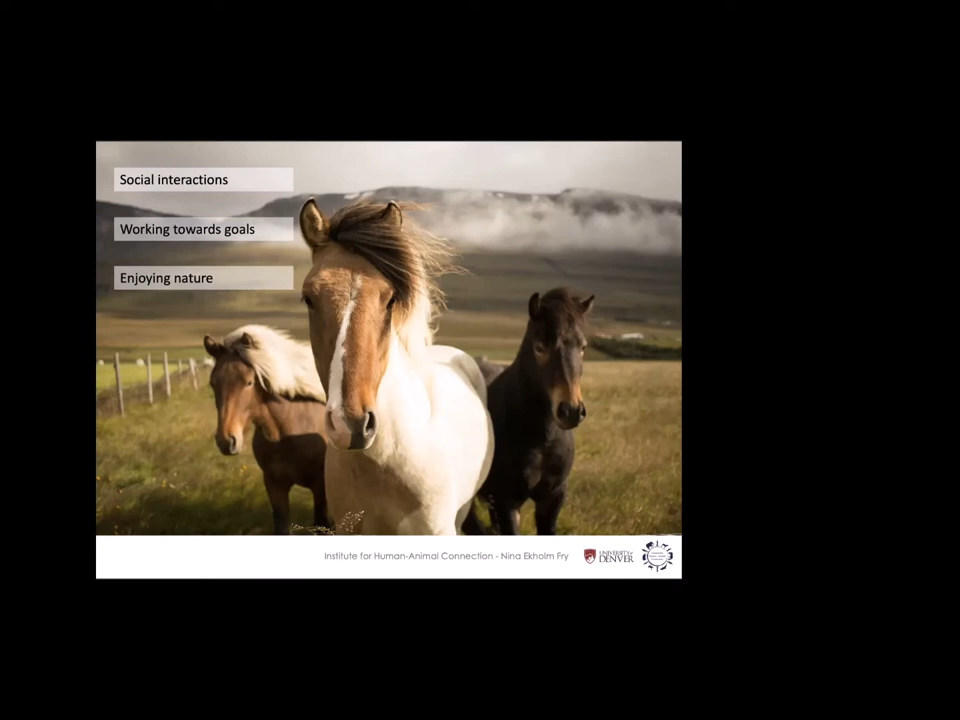 Social interactions
Working towards goals
Enjoying nature
Institute for Human-Animal Connection - Nina Ekholm Fry
UNIVERSITY of
DENVER